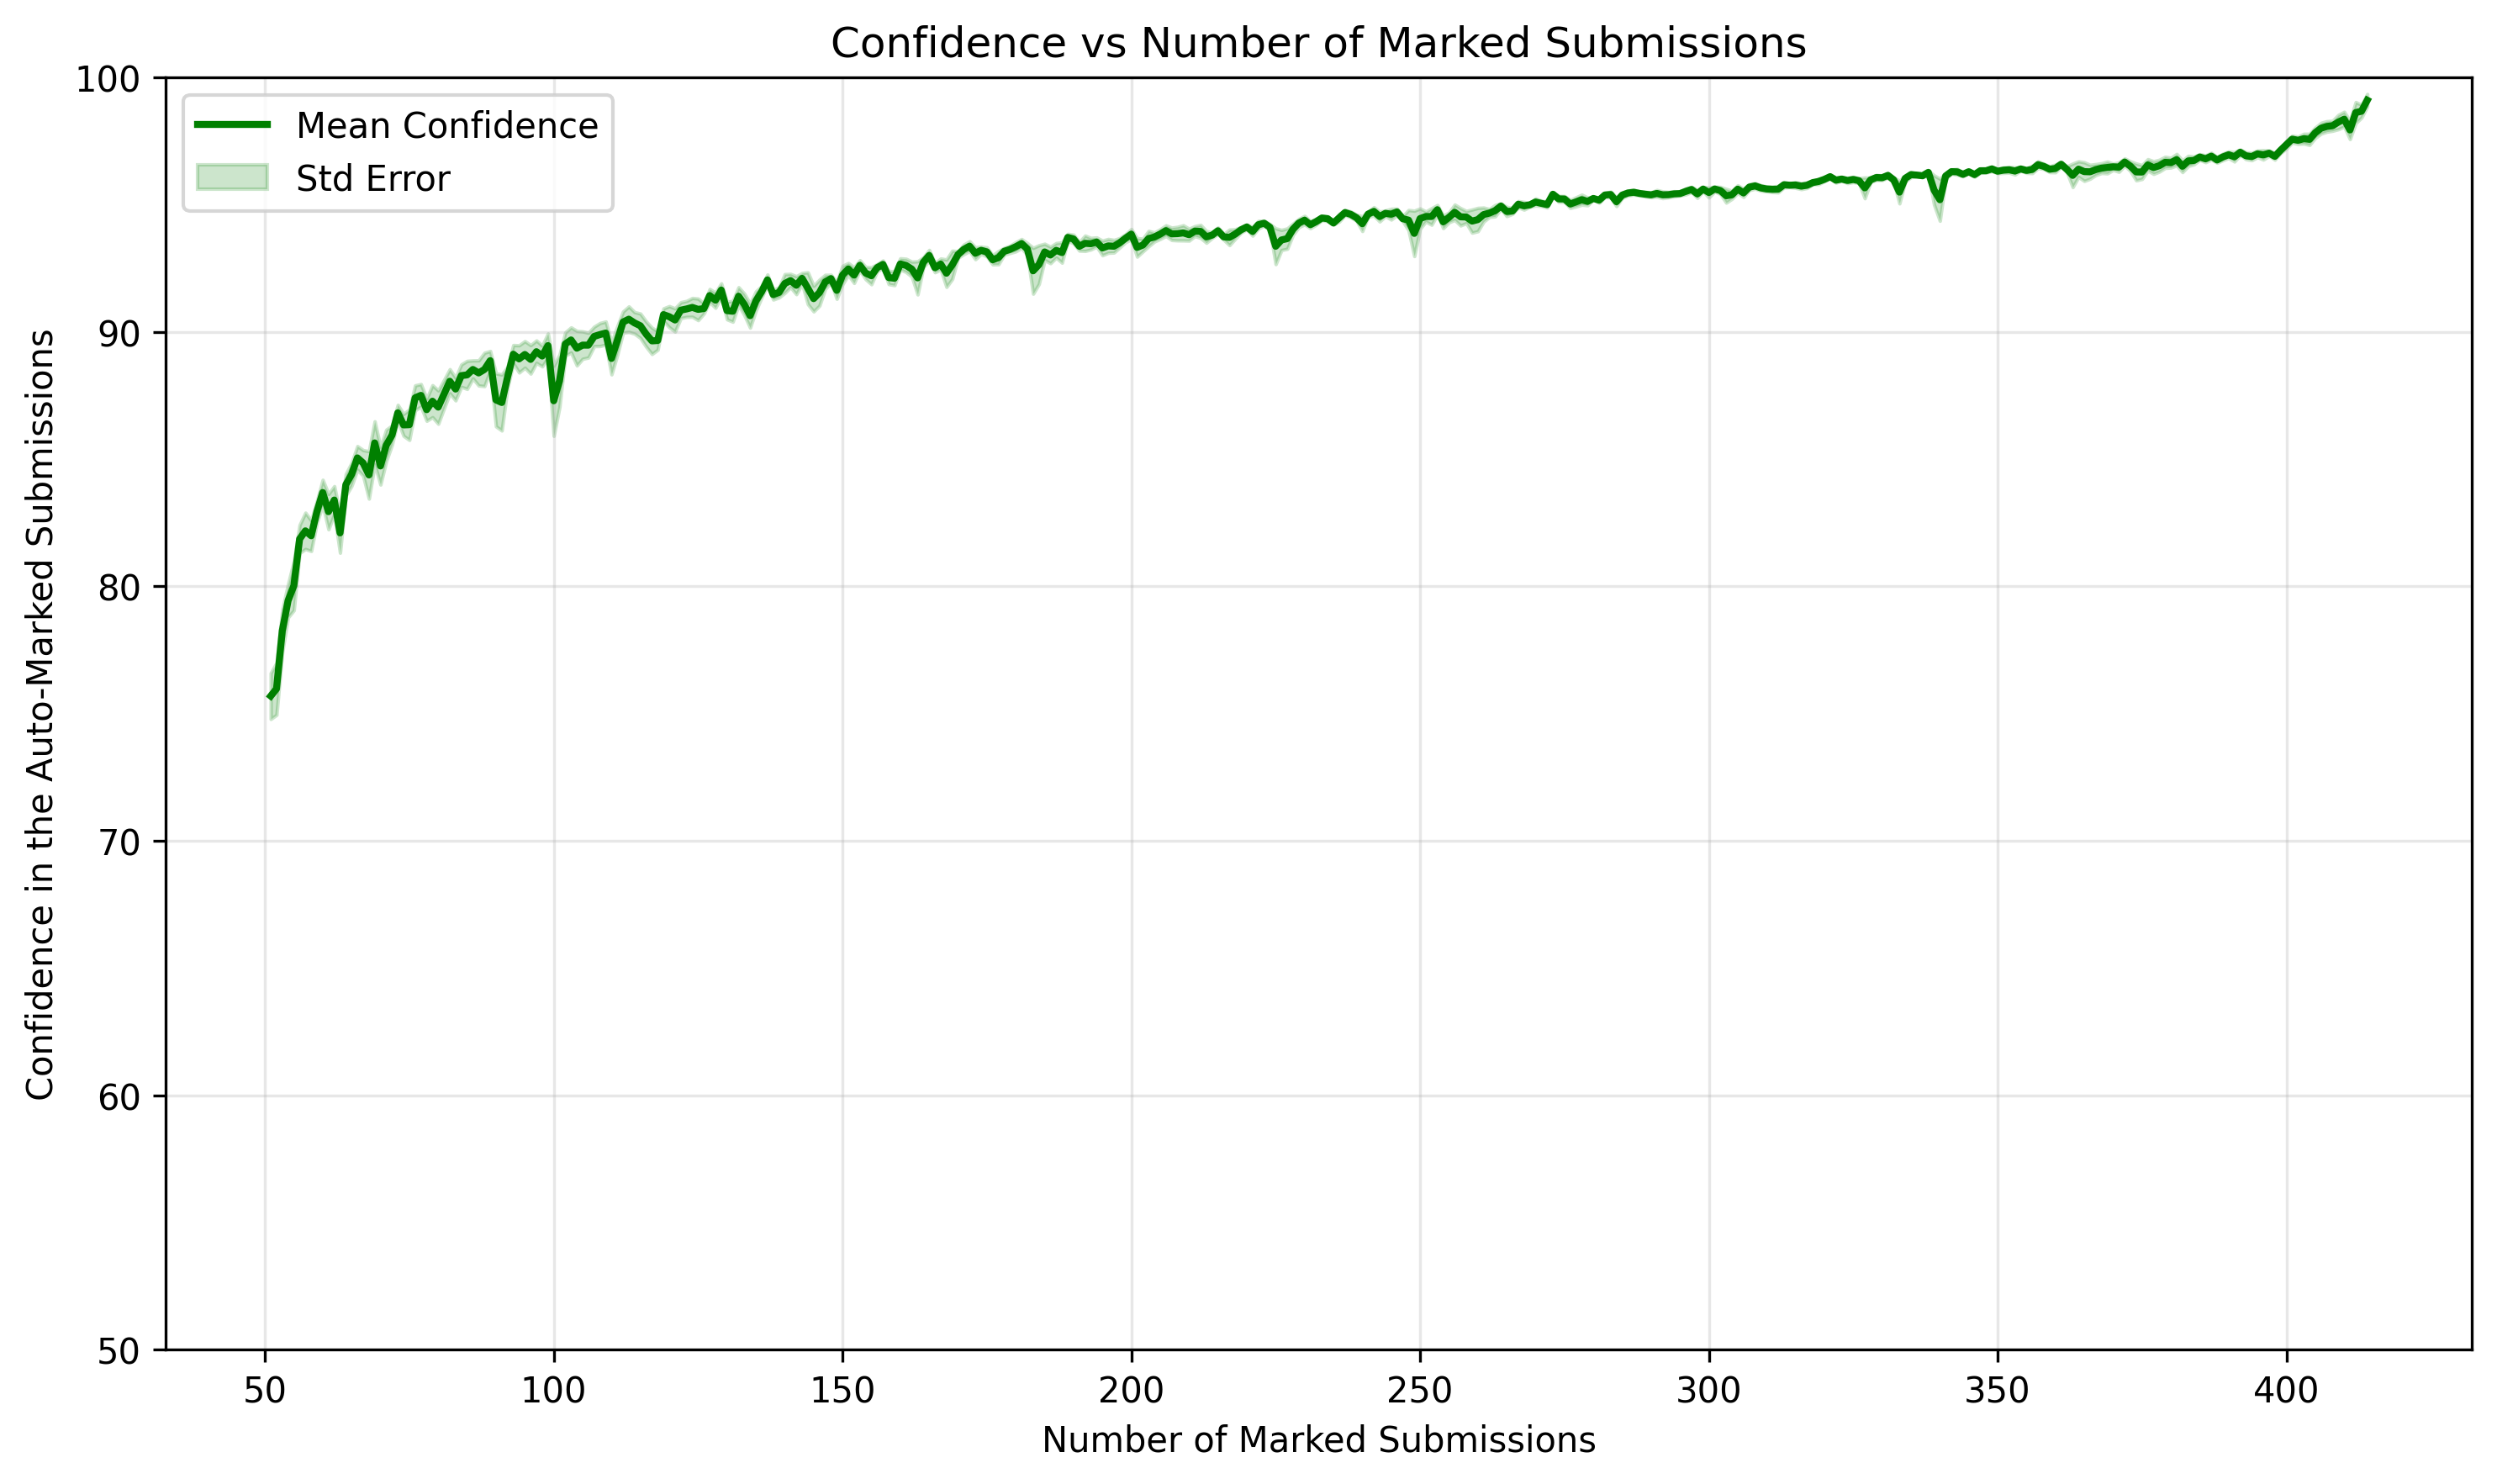 Confidence vs Number of Marked Submissions
Mean Confidence
Std Error
Confidence in the Auto-Marked Submissions
100
90
80
70
60
50
50 100 150 200 250 300 350 400
Number of Marked Submissions